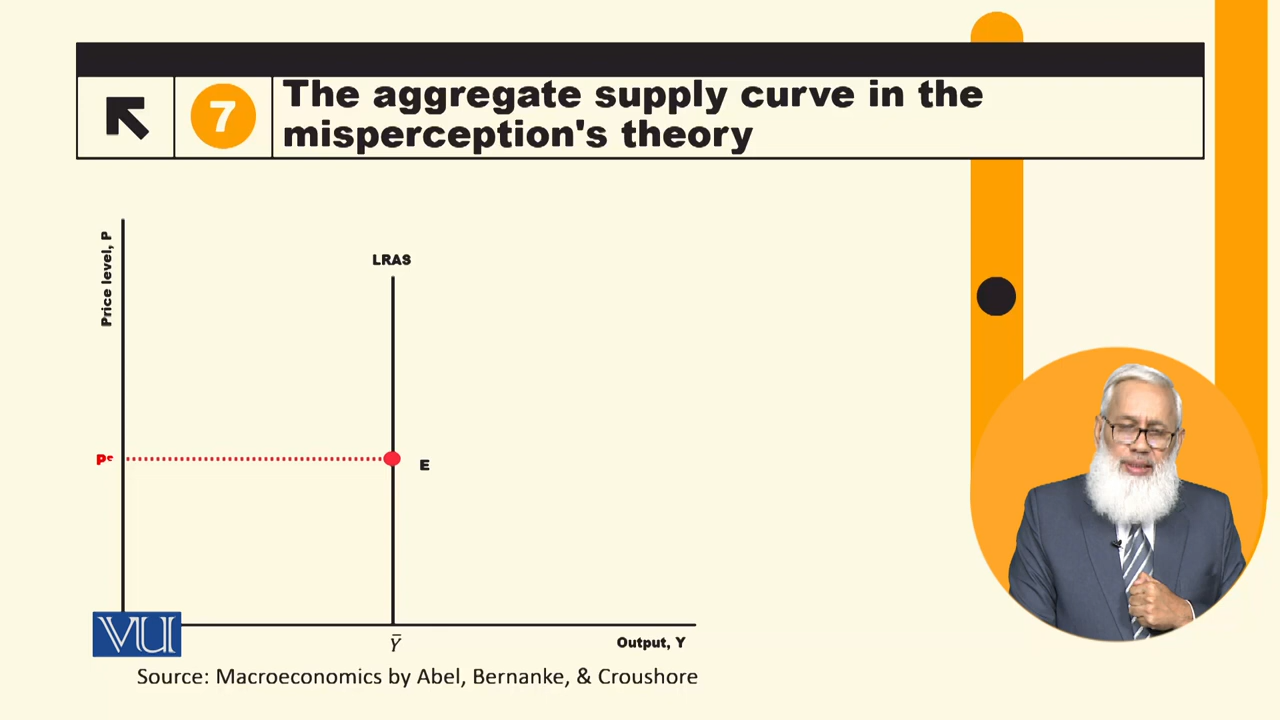 7
The aggregate supply curve in the
misperception's theory
Price level, P
LRAS
Pᵉ
E
VU
Ȳ
Output, Y
Source: Macroeconomics by Abel, Bernanke, & Croushore